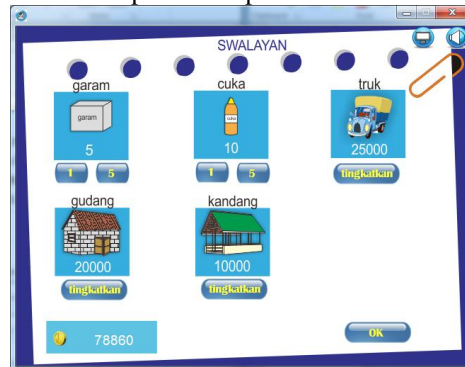 SWALAYAN
garam cuka truk
garam
cuka
5 10 25000
1 5 1 5 tingkatkan
gudang kandang
20000 10000
tingkatkan tingkatkan
78860 OK